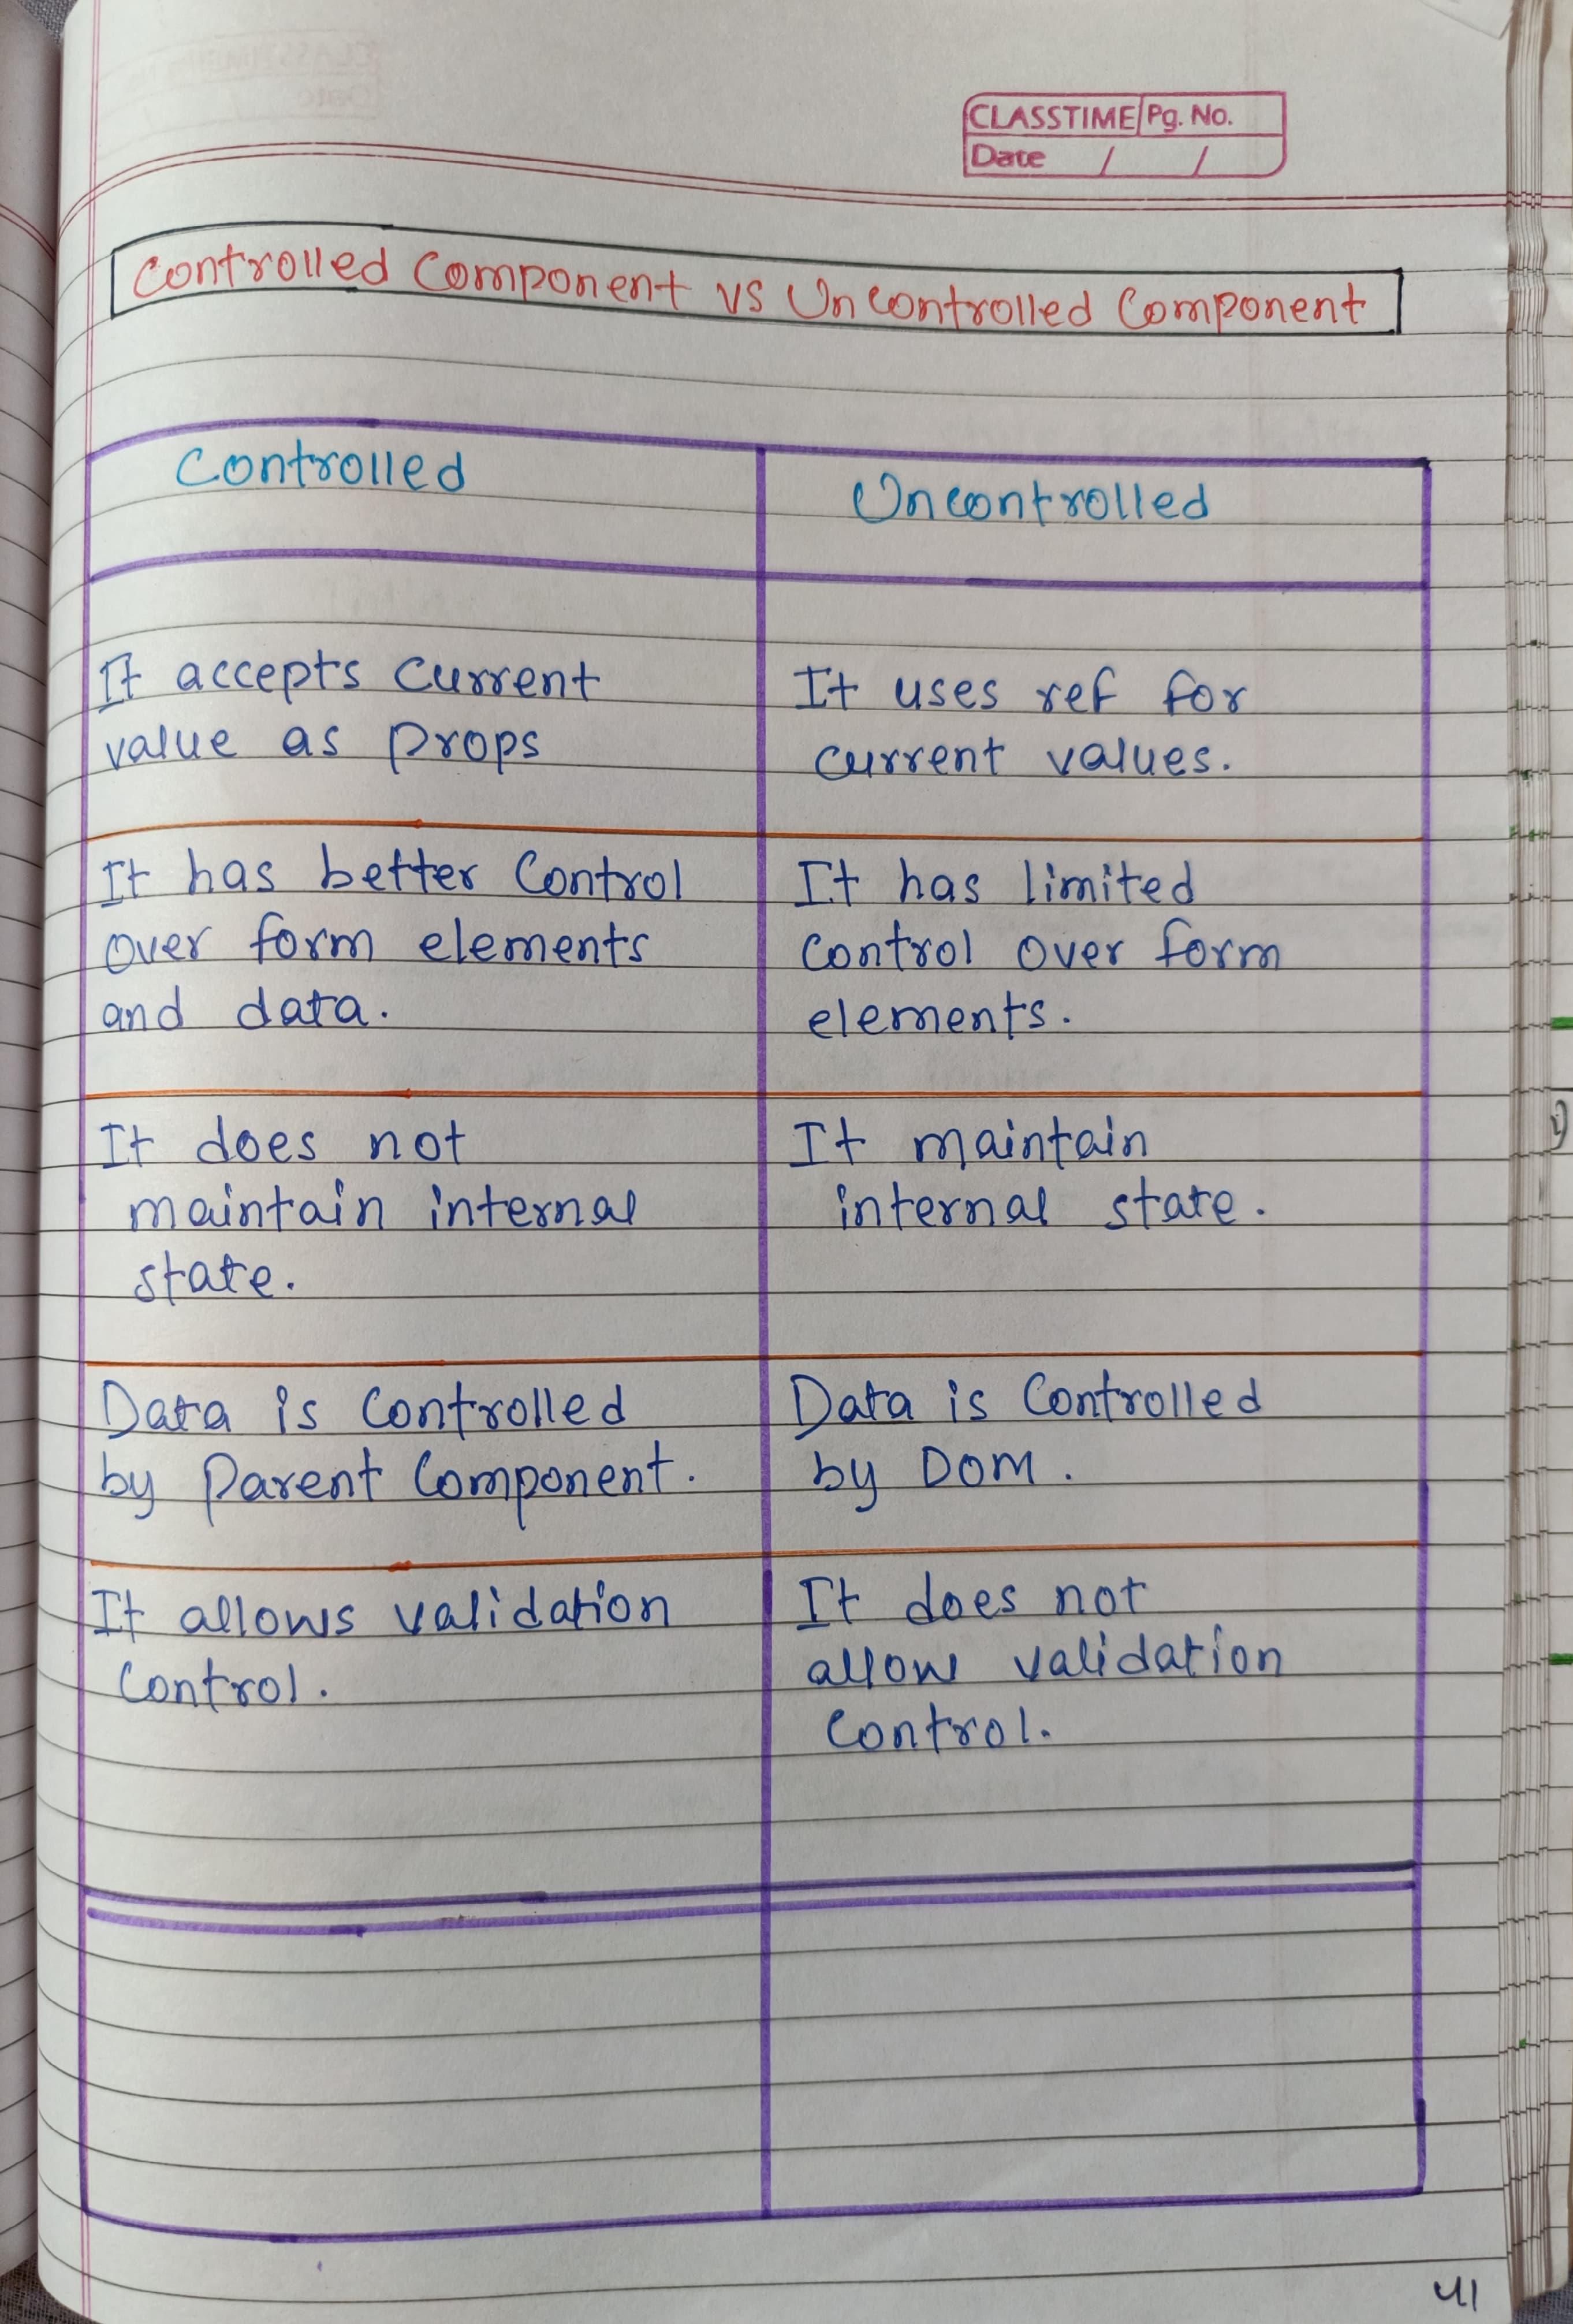 CLASSTIME Pg. No.
Date / /
Controlled Component vs Uncontrolled Component
Controlled
Uncontrolled
It accepts current
value as props
It uses ref for
current values.
It has better Control
over form elements
and data.
It has limited
control over form
elements.
It does not
maintain internal
state.
It maintain
internal state.
Data is Controlled
by Parent Component.
Data is Controlled
by DOM.
It allows validation
Control.
It does not
allow validation
Control.
41